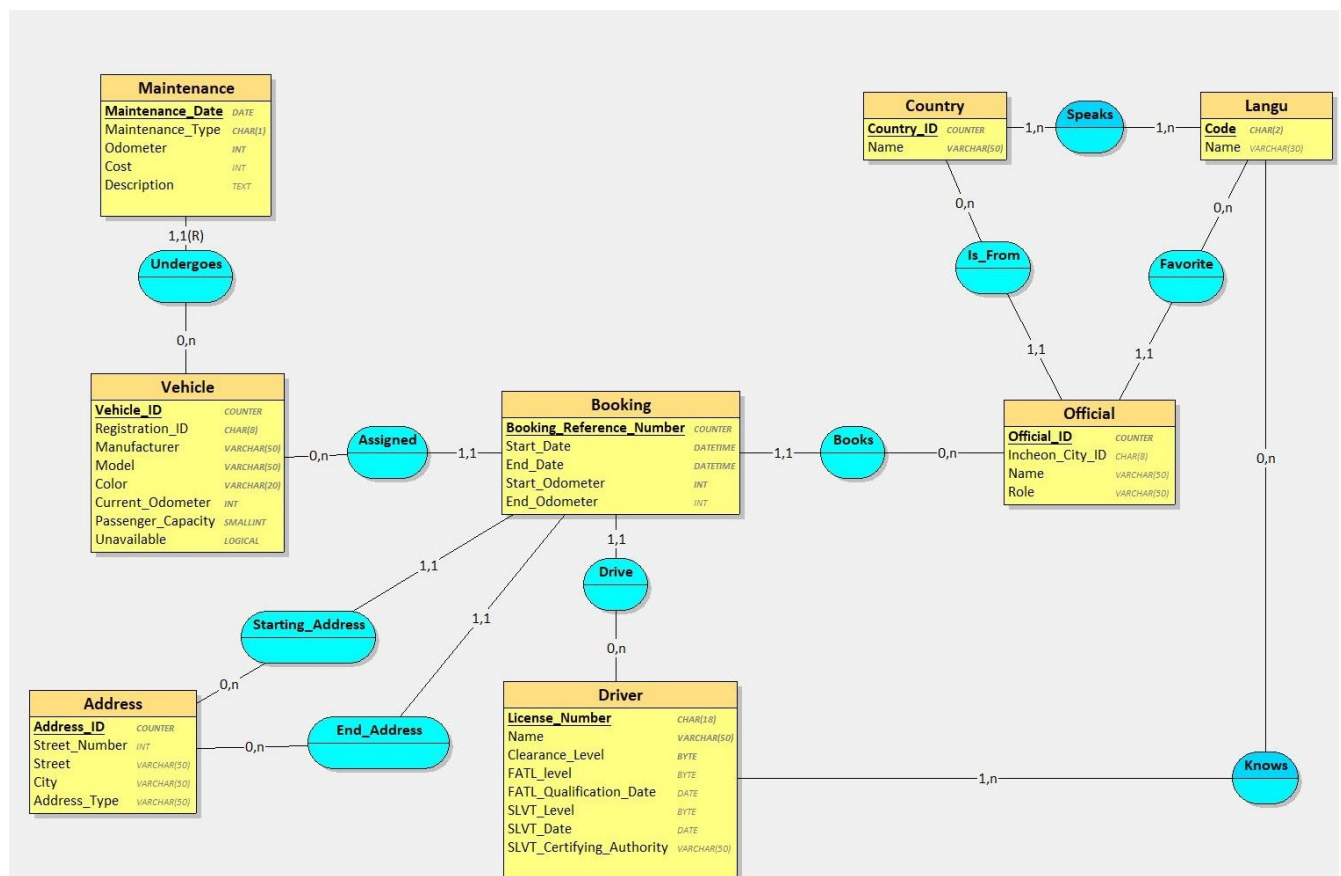 Maintenance
Maintenance_Date DATE
Maintenance_Type CHAR(1)
Odometer INT
Cost INT
Description TEXT
1,1(R)
Undergoes
0,n
Vehicle
Vehicle_ID COUNTER
Registration_ID CHAR(8)
Manufacturer VARCHAR(50)
Model VARCHAR(50)
Color VARCHAR(20)
Current_Odometer INT
Passenger_Capacity SMALLINT
Unavailable LOGICAL
0,n
Assigned
1,1
Booking
Booking_Reference_Number COUNTER
Start_Date DATETIME
End_Date DATETIME
Start_Odometer INT
End_Odometer INT
1,1
Books
0,n
Country
Country_ID COUNTER
Name VARCHAR(50)
1,n
Speaks
1,n
Langu
Code CHAR(2)
Name VARCHAR(30)
0,n
Is_From
1,1
0,n
Favorite
1,1
Official
Official_ID COUNTER
Incheon_City_ID CHAR(8)
Name VARCHAR(50)
Role VARCHAR(50)
0,n
1,1
Starting_Address
0,n
1,1
End_Address
0,n
1,1
Drive
0,n
Address
Address_ID COUNTER
Street_Number INT
Street VARCHAR(50)
City VARCHAR(50)
Address_Type VARCHAR(50)
Driver
License_Number CHAR(18)
Name VARCHAR(50)
Clearance_Level BYTE
FATL_level BYTE
FATL_Qualification_Date DATE
SLVT_Level BYTE
SLVT_Date DATE
SLVT_Certifying_Authority VARCHAR(50)
1,n
Knows